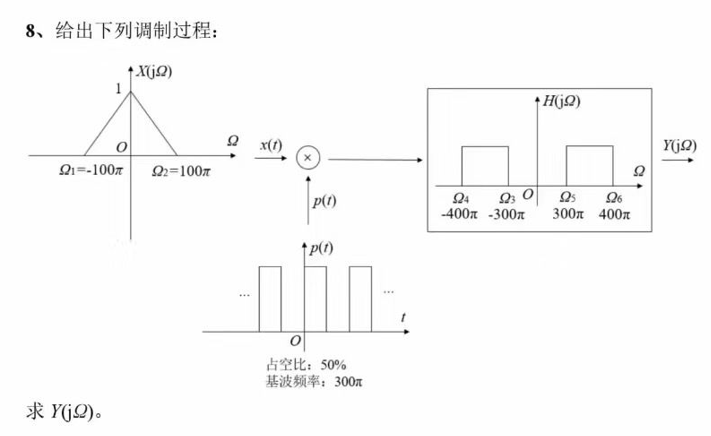 8、给出下列调制过程：
X(jΩ)
1
O
Ω
Ω1=-100π Ω2=100π
x(t)
×
p(t)
H(jΩ)
Ω
Ω4 Ω3 O Ω5 Ω6
-400π -300π 300π 400π
Y(jΩ)
p(t)
... ...
t
O
占空比：50%
基波频率：300π
求 Y(jΩ)。